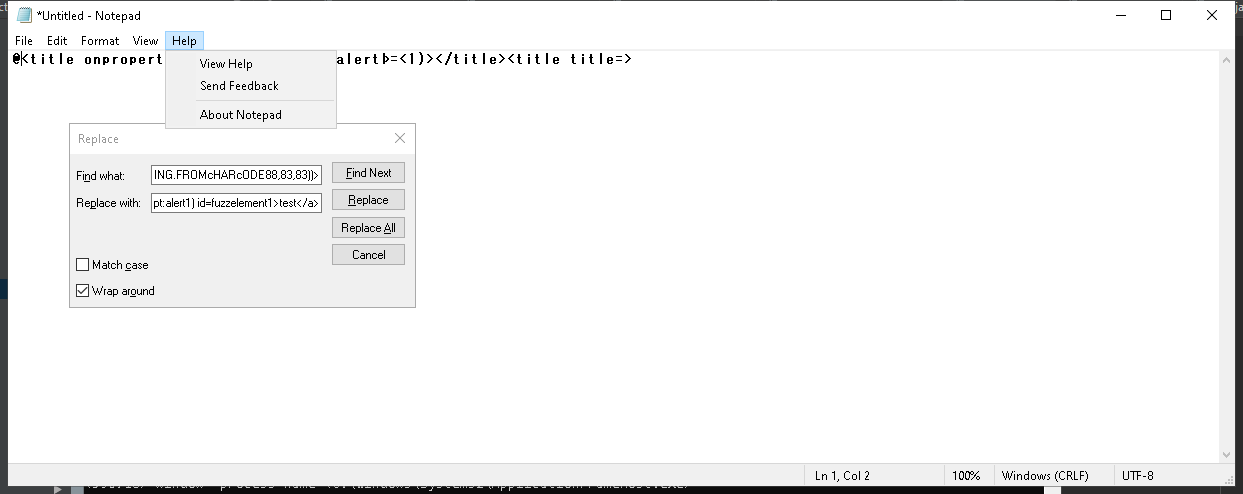 *Untitled - Notepad
File Edit Format View Help
@<title onpropert alertÞ=<1)></title><title title=>
View Help
Send Feedback
About Notepad
Replace
Find what: ING.FROMcHARcODE88,83,83))> Find Next
Replace with: pt:alert1) id=fuzzelement1>test</a> Replace
Replace All
Cancel
Match case
Wrap around
Ln 1, Col 2 100% Windows (CRLF) UTF-8